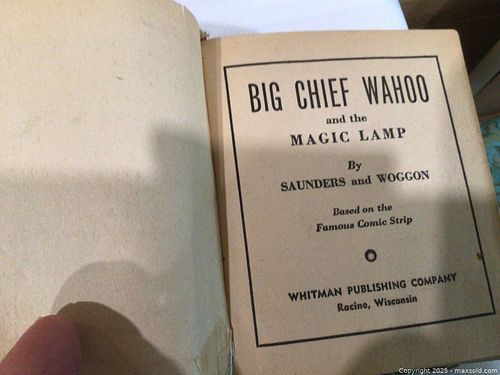 BIG CHIEF WAHOO
and the
MAGIC LAMP
By
SAUNDERS and WOGGON
Based on the
Famous Comic Strip
WHITMAN PUBLISHING COMPANY
Racine, Wisconsin
Copyright 2025 - maxsold.com